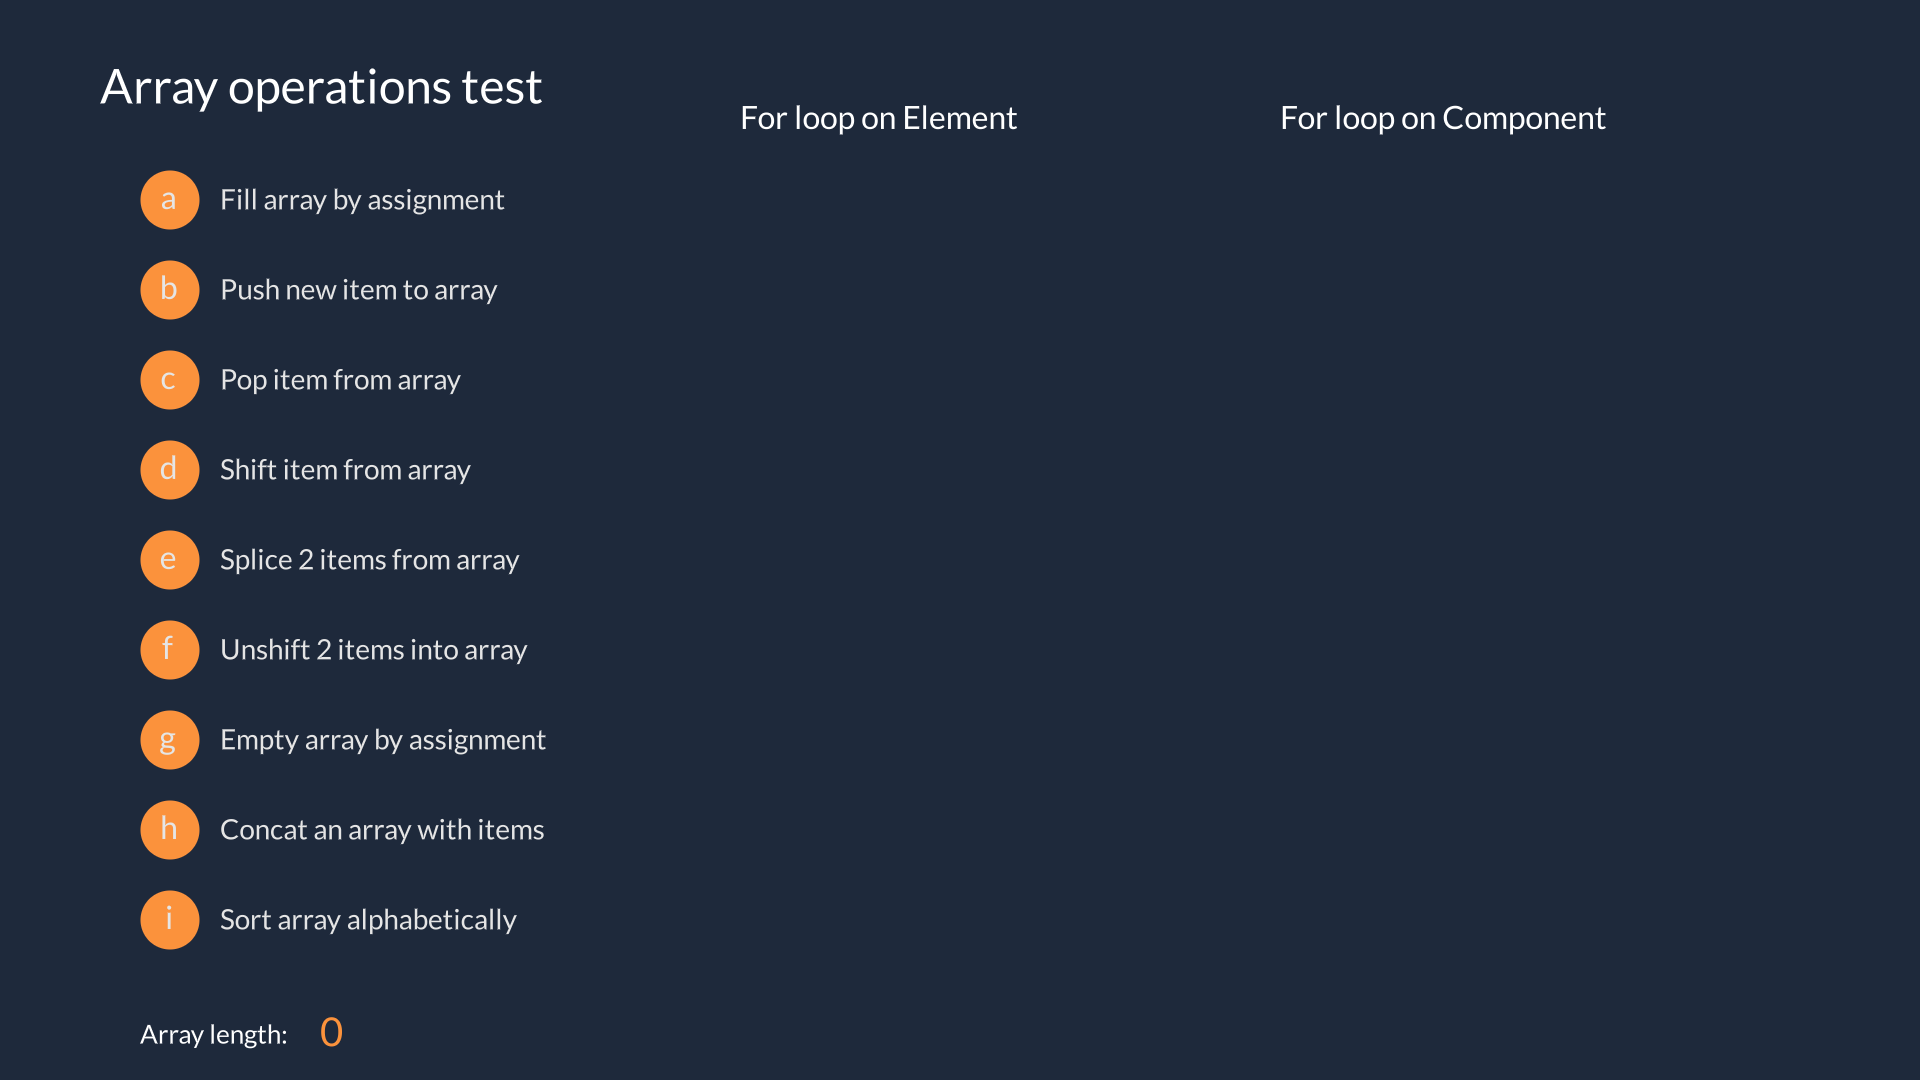 Array operations test
For loop on Element
For loop on Component
a Fill array by assignment
b Push new item to array
c Pop item from array
d Shift item from array
e Splice 2 items from array
f Unshift 2 items into array
g Empty array by assignment
h Concat an array with items
i Sort array alphabetically
Array length: 0